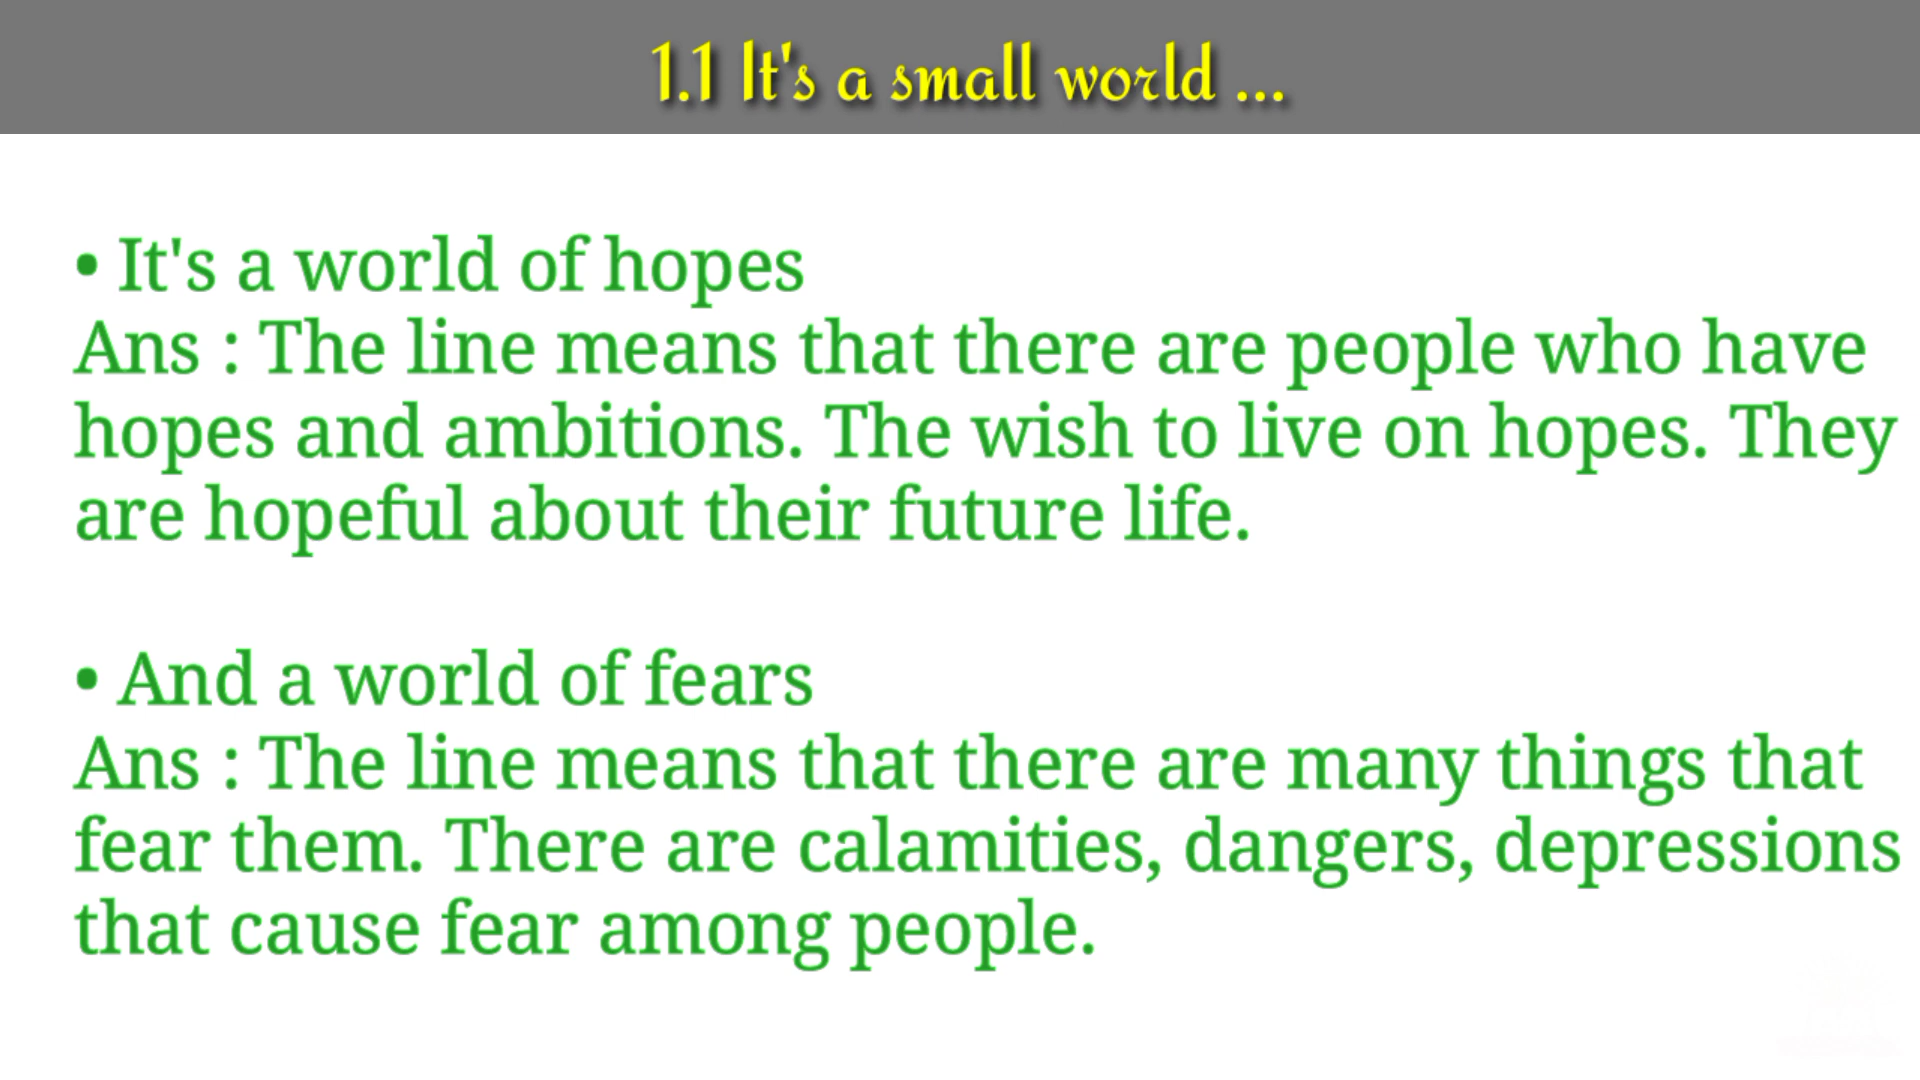 1.1 It's a small world ...
• It's a world of hopes
Ans : The line means that there are people who have
hopes and ambitions. The wish to live on hopes. They
are hopeful about their future life.
• And a world of fears
Ans : The line means that there are many things that
fear them. There are calamities, dangers, depressions
that cause fear among people.